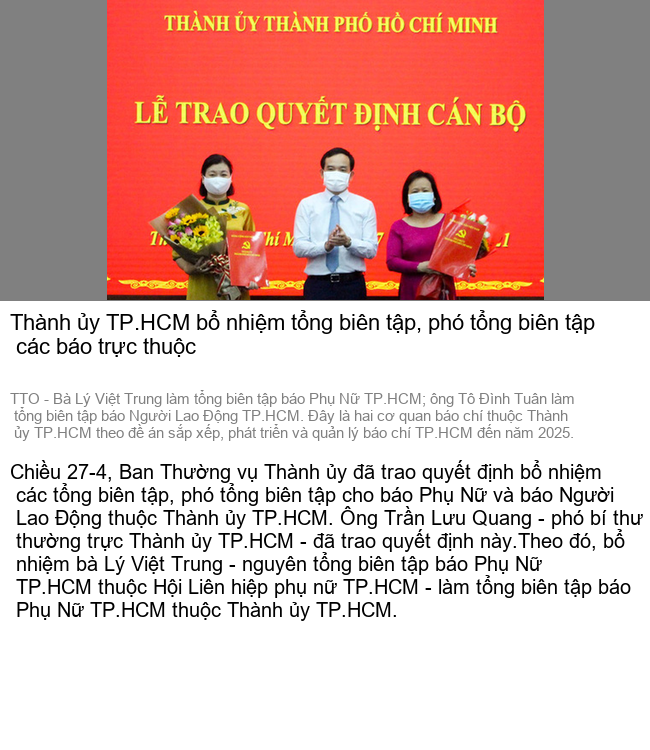 THÀNH ỦY THÀNH PHỐ HỒ CHÍ MINH
LỄ TRAO QUYẾT ĐỊNH CÁN BỘ
Thành ủy TP.HCM bổ nhiệm tổng biên tập, phó tổng biên tập
các báo trực thuộc
TTO - Bà Lý Việt Trung làm tổng biên tập báo Phụ Nữ TP.HCM; ông Tô Đình Tuân làm
tổng biên tập báo Người Lao Động TP.HCM. Đây là hai cơ quan báo chí thuộc Thành
ủy TP.HCM theo đề án sắp xếp, phát triển và quản lý báo chí TP.HCM đến năm 2025.
Chiều 27-4, Ban Thường vụ Thành ủy đã trao quyết định bổ nhiệm
các tổng biên tập, phó tổng biên tập cho báo Phụ Nữ và báo Người
Lao Động thuộc Thành ủy TP.HCM. Ông Trần Lưu Quang - phó bí thư
thường trực Thành ủy TP.HCM - đã trao quyết định này.Theo đó, bổ
nhiệm bà Lý Việt Trung - nguyên tổng biên tập báo Phụ Nữ
TP.HCM thuộc Hội Liên hiệp phụ nữ TP.HCM - làm tổng biên tập báo
Phụ Nữ TP.HCM thuộc Thành ủy TP.HCM.